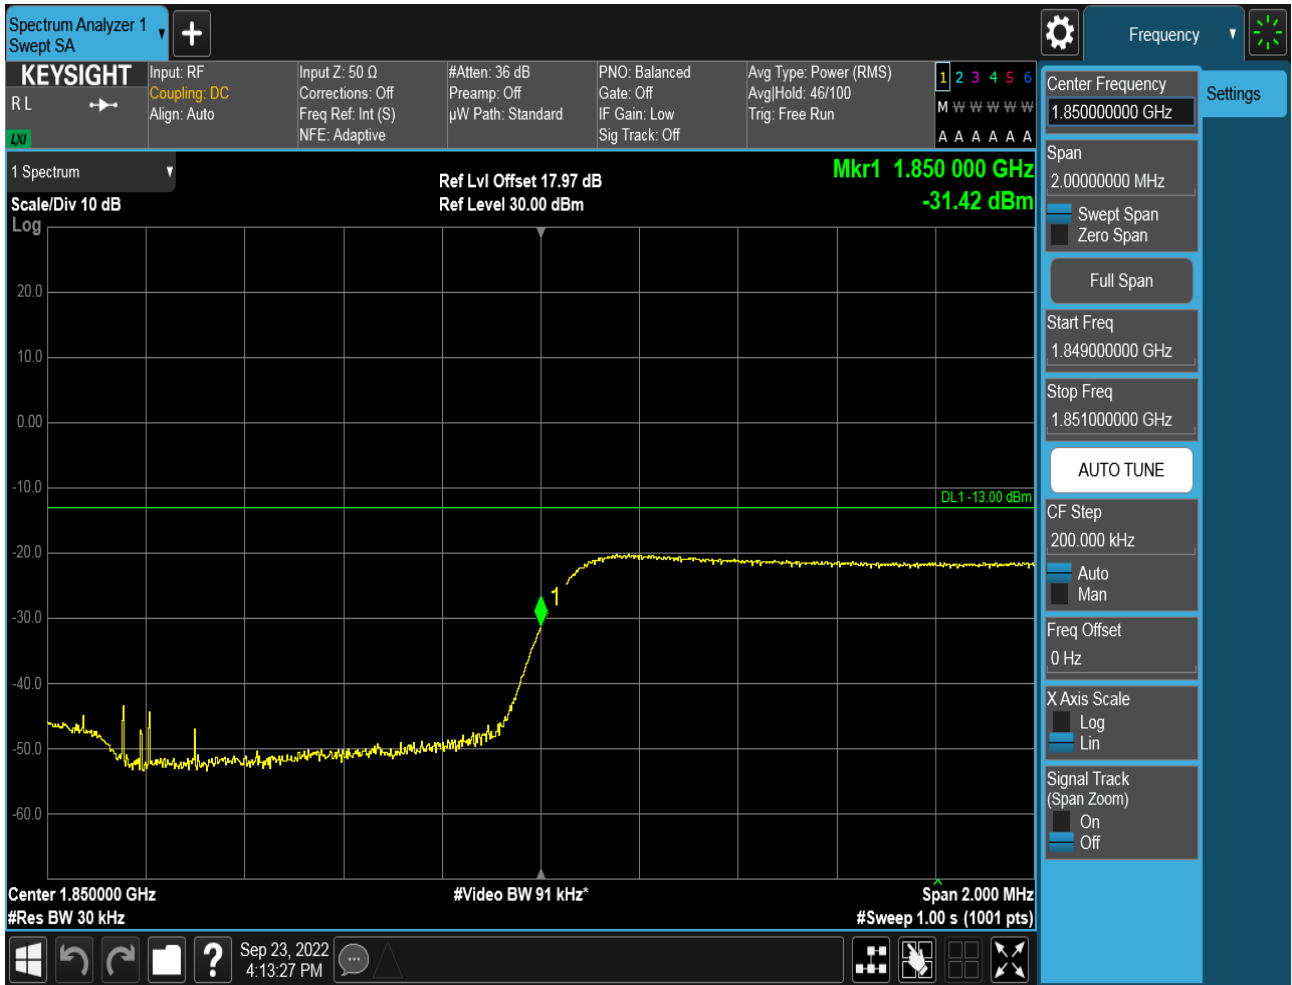 Spectrum Analyzer 1
Swept SA
Frequency
KEYSIGHT
R L
LXI
Input: RF
Coupling: DC
Align: Auto
Input Z: 50 Ω
Corrections: Off
Freq Ref: Int (S)
NFE: Adaptive
#Atten: 36 dB
Preamp: Off
µW Path: Standard
PNO: Balanced
Gate: Off
IF Gain: Low
Sig Track: Off
Avg Type: Power (RMS)
Avg|Hold: 46/100
Trig: Free Run
1 2 3 4 5 6
M W W W W W
A A A A A A
1 Spectrum
Scale/Div 10 dB
Log
Ref Lvl Offset 17.97 dB
Ref Level 30.00 dBm
Mkr1 1.850 000 GHz
-31.42 dBm
20.0
10.0
0.00
-10.0
DL1 -13.00 dBm
-20.0
1
-30.0
-40.0
-50.0
-60.0
Center 1.850000 GHz
#Video BW 91 kHz*
Span 2.000 MHz
#Res BW 30 kHz
#Sweep 1.00 s (1001 pts)
?
Sep 23, 2022
4:13:27 PM
Center Frequency
1.850000000 GHz
Settings
Span
2.00000000 MHz
Swept Span
Zero Span
Full Span
Start Freq
1.849000000 GHz
Stop Freq
1.851000000 GHz
AUTO TUNE
CF Step
200.000 kHz
Auto
Man
Freq Offset
0 Hz
X Axis Scale
Log
Lin
Signal Track
(Span Zoom)
On
Off